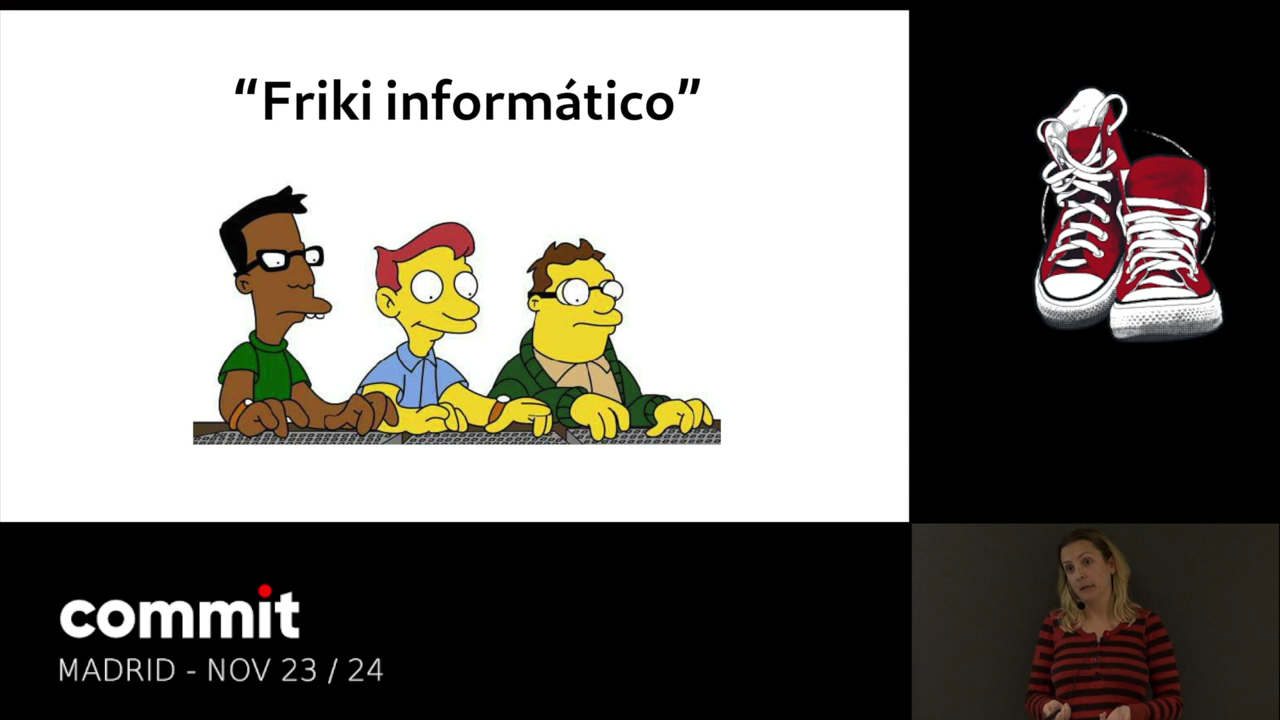 “Friki informático”
commit
MADRID - NOV 23 / 24